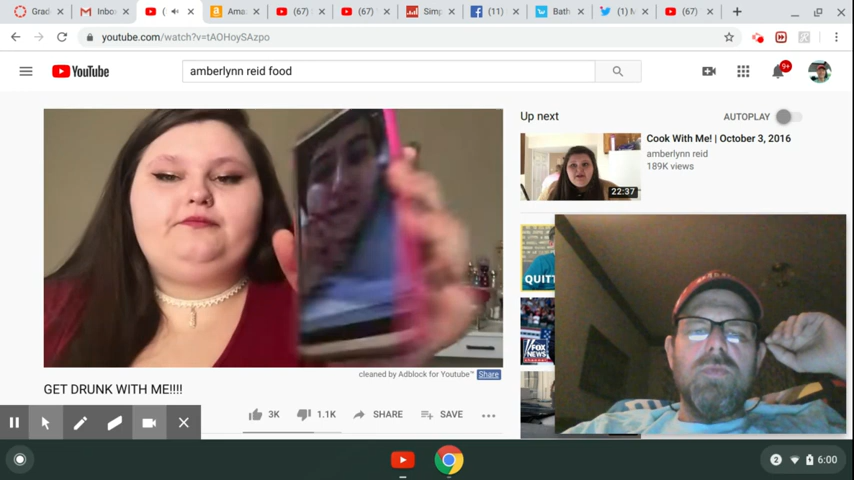 Grad
Inbo
(
Ama
(67)
(67)
Simp
(11)
Bath
(1) M
(67)
youtube.com/watch?v=tAOHoySAzpo
YouTube
amberlynn reid food
9+
Up next
AUTOPLAY
Cook With Me! | October 3, 2016
amberlynn reid
189K views
22:37
QUIT
FOX
NEWS
channel
cleaned by Adblock for Youtube™ Share
GET DRUNK WITH ME!!!!
3K
1.1K
SHARE
SAVE
2
6:00